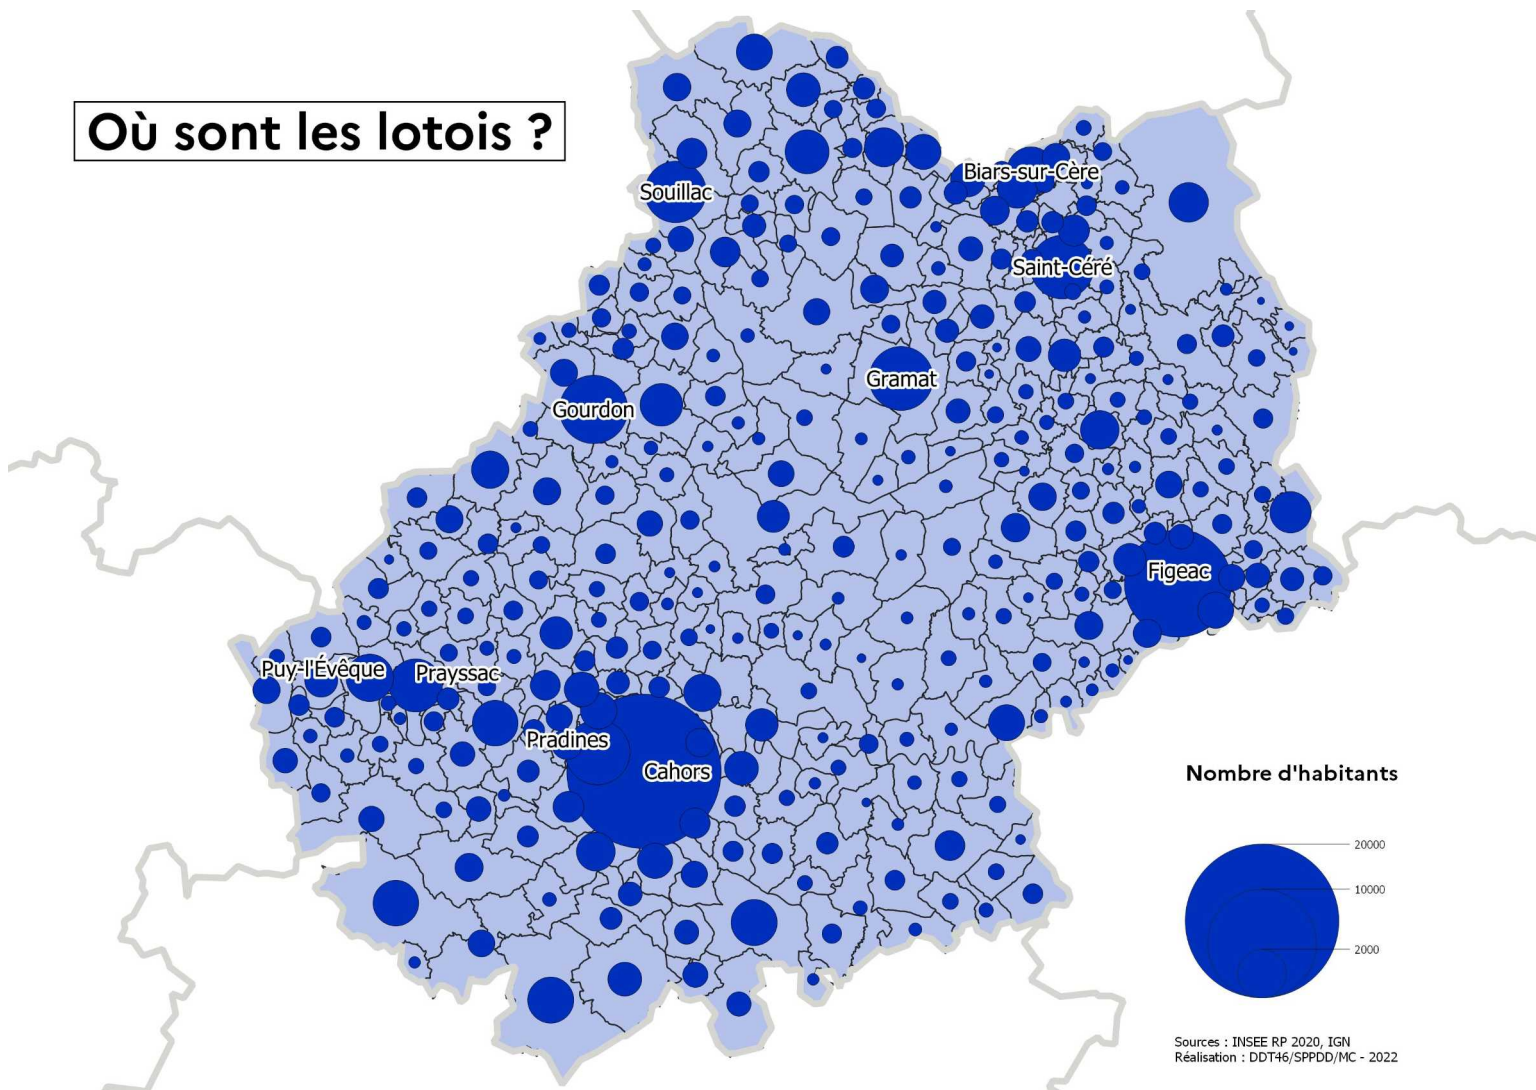 Où sont les lotois ?
Biars-sur-Cère
Souillac
Saint-Céré
Gramat
Gourdon
Figeac
Puy-l'Évêque
Prayssac
Pradines
Cahors
Nombre d'habitants
20000
10000
2000
Sources : INSEE RP 2020, IGN
Réalisation : DDT46/SPPDD/MC - 2022